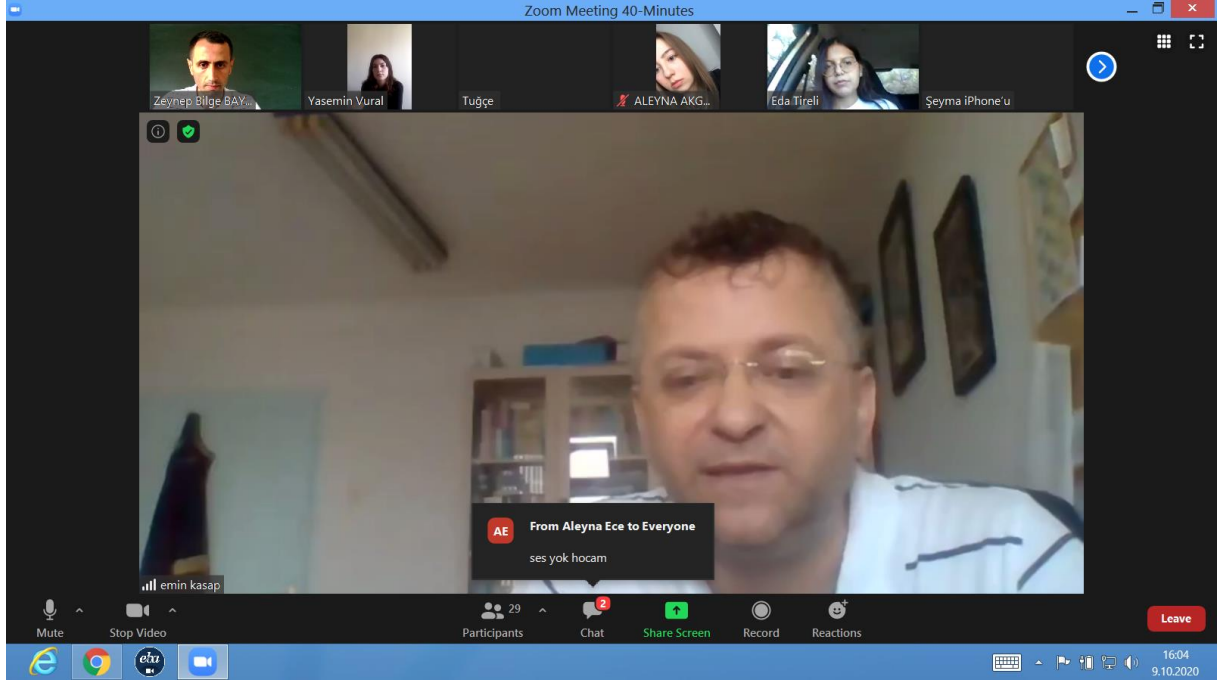 Zoom Meeting 40-Minutes
Zeynep Bilge BAY...
Yasemin Vural
Tuğçe
ALEYNA AKG...
Eda Tireli
Şeyma iPhone'u
AE
From Aleyna Ece to Everyone
ses yok hocam
emin kasap
29
2
Mute
Stop Video
Participants
Chat
Share Screen
Record
Reactions
Leave
eba
16:04
9.10.2020